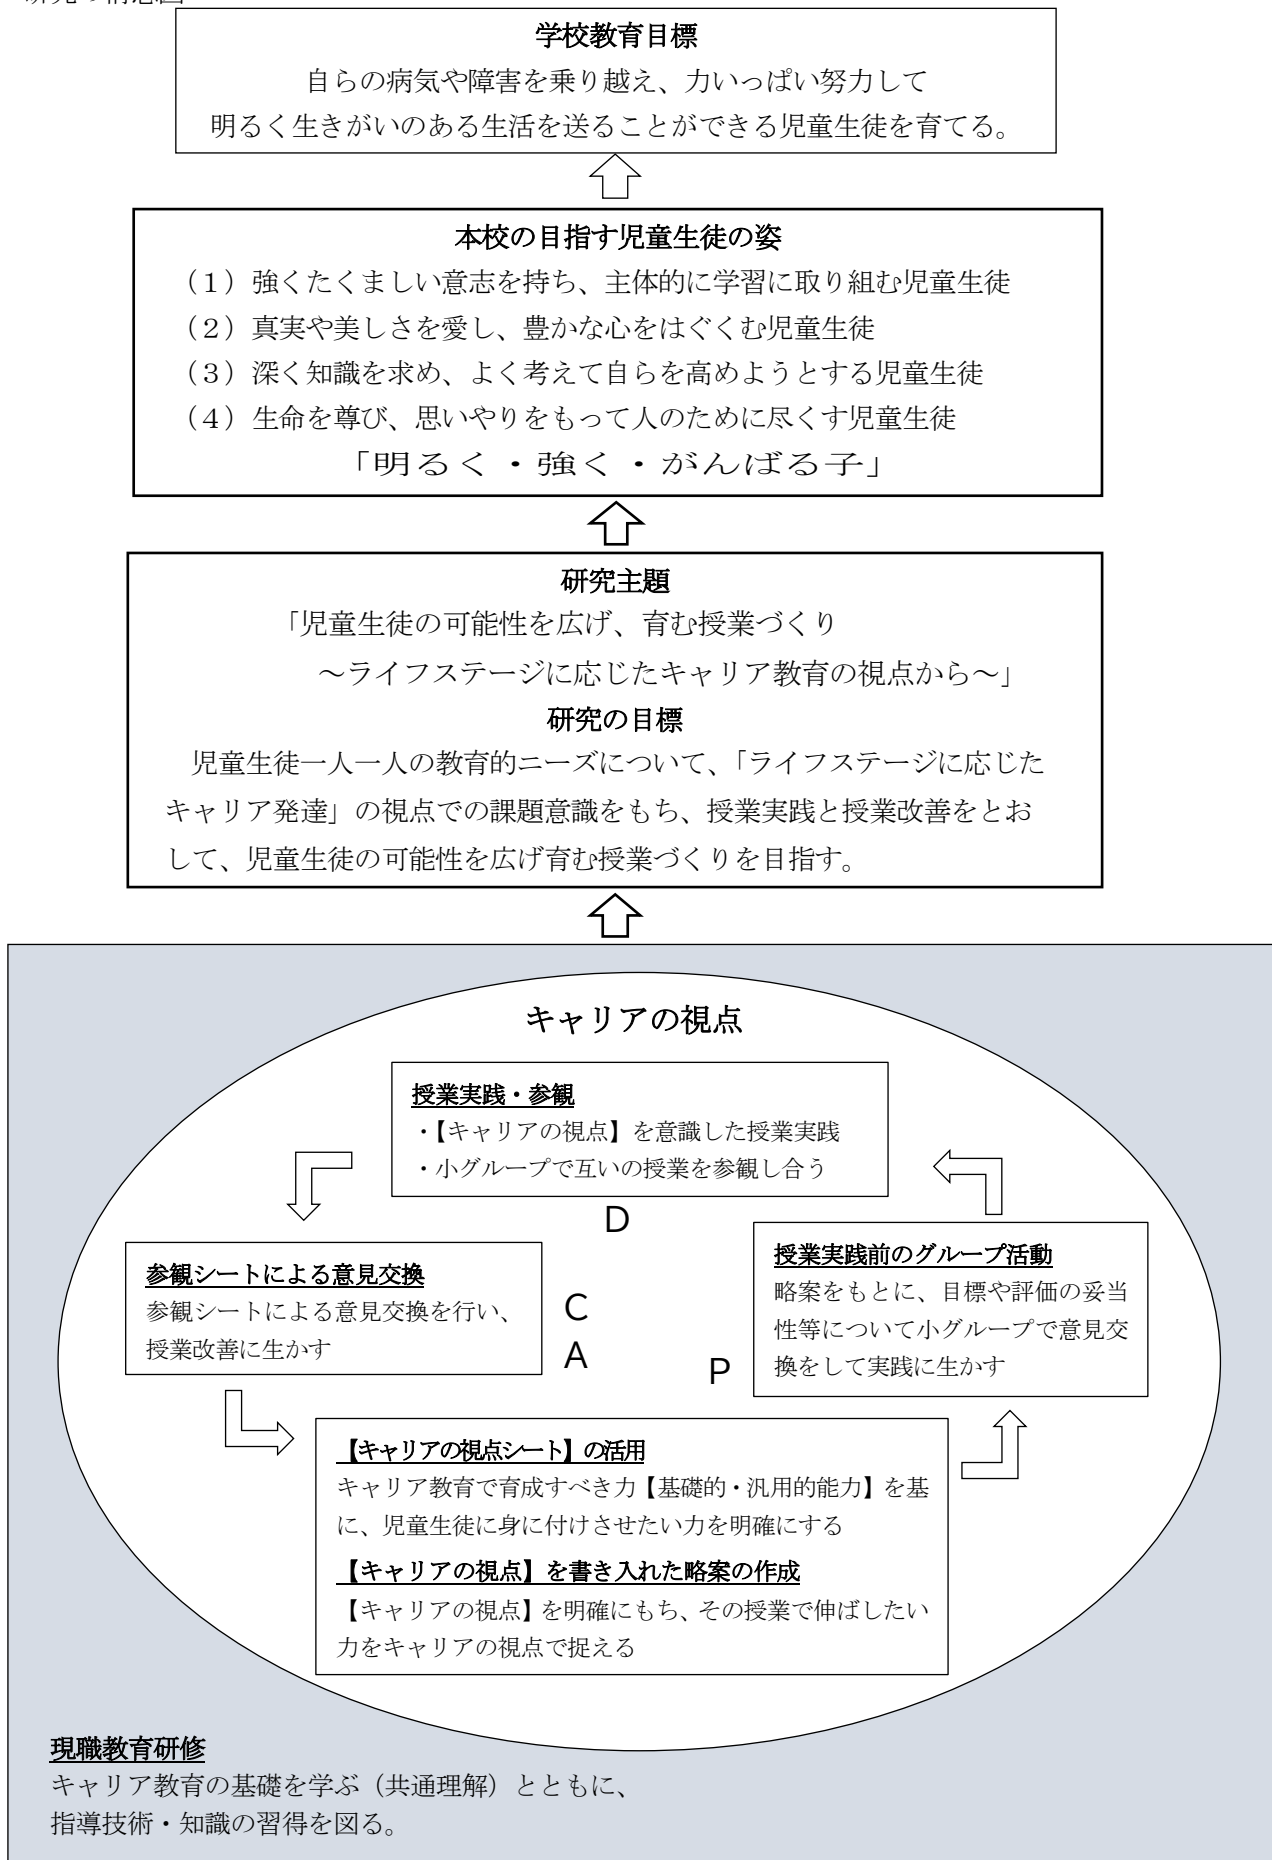 学校教育目標
自らの病気や障害を乗り越え、力いっぱい努力して
明るく生きがいのある生活を送ることができる児童生徒を育てる。
本校の目指す児童生徒の姿
（１）強くたくましい意志を持ち、主体的に学習に取り組む児童生徒
（２）真実や美しさを愛し、豊かな心をはぐくむ児童生徒
（３）深く知識を求め、よく考えて自らを高めようとする児童生徒
（４）生命を尊び、思いやりをもって人のために尽くす児童生徒
「明るく・強く・がんばる子」
研究主題
「児童生徒の可能性を広げ、育む授業づくり
～ライフステージに応じたキャリア教育の視点から～」
研究の目標
児童生徒一人一人の教育的ニーズについて、「ライフステージに応じた
キャリア発達」の視点での課題意識をもち、授業実践と授業改善をとお
して、児童生徒の可能性を広げ育む授業づくりを目指す。
キャリアの視点
授業実践・参観
・【キャリアの視点】を意識した授業実践
・小グループで互いの授業を参観し合う
D
参観シートによる意見交換
参観シートによる意見交換を行い、
授業改善に生かす
C
A
P
授業実践前のグループ活動
略案をもとに、目標や評価の妥当
性等について小グループで意見交
換をして実践に生かす
【キャリアの視点シート】の活用
キャリア教育で育成すべき力【基礎的・汎用的能力】を基
に、児童生徒に身に付けさせたい力を明確にする
【キャリアの視点】を書き入れた略案の作成
【キャリアの視点】を明確にもち、その授業で伸ばしたい
力をキャリアの視点で捉える
現職教育研修
キャリア教育の基礎を学ぶ（共通理解）とともに、
指導技術・知識の習得を図る。